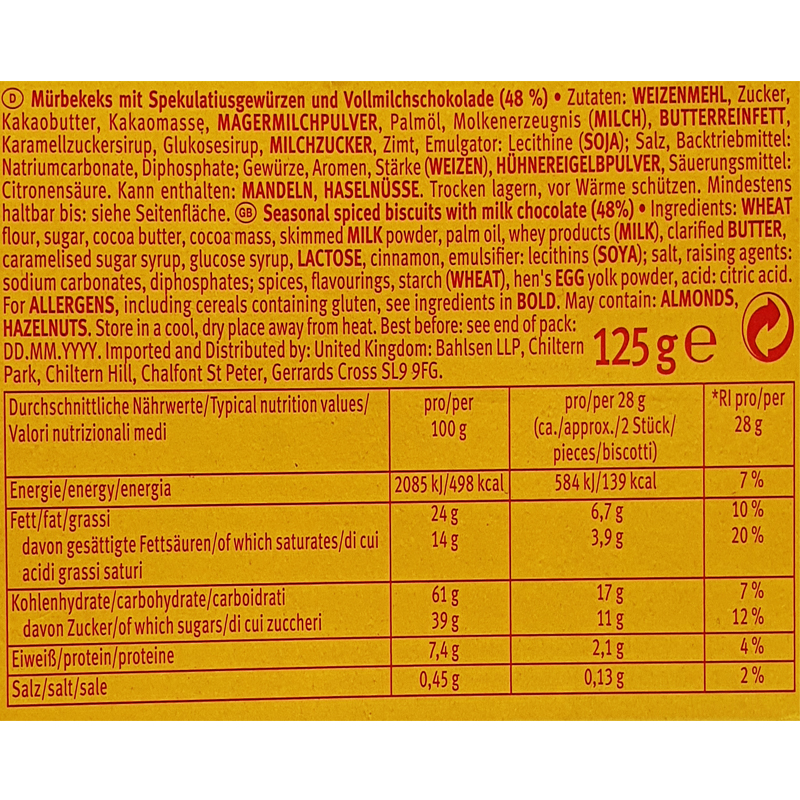 D Mürbekeks mit Spekulatiusgewürzen und Vollmilchschokolade (48 %) • Zutaten: WEIZENMEHL, Zucker,
Kakaobutter, Kakaomasse, MAGERMILCHPULVER, Palmöl, Molkenerzeugnis (MILCH), BUTTERREINFETT,
Karamellzuckersirup, Glukosesirup, MILCHZUCKER, Zimt, Emulgator: Lecithine (SOJA); Salz, Backtriebmittel:
Natriumcarbonate, Diphosphate; Gewürze, Aromen, Stärke (WEIZEN), HÜHNEREIGELBPULVER, Säuerungsmittel:
Citronensäure. Kann enthalten: MANDELN, HASELNÜSSE. Trocken lagern, vor Wärme schützen. Mindestens
haltbar bis: siehe Seitenfläche. GB Seasonal spiced biscuits with milk chocolate (48%) • Ingredients: WHEAT
flour, sugar, cocoa butter, cocoa mass, skimmed MILK powder, palm oil, whey products (MILK), clarified BUTTER,
caramelised sugar syrup, glucose syrup, LACTOSE, cinnamon, emulsifier: lecithins (SOYA); salt, raising agents:
sodium carbonates, diphosphates; spices, flavourings, starch (WHEAT), hen's EGG yolk powder, acid: citric acid.
For ALLERGENS, including cereals containing gluten, see ingredients in BOLD. May contain: ALMONDS,
HAZELNUTS. Store in a cool, dry place away from heat. Best before: see end of pack:
DD.MM.YYYY. Imported and Distributed by: United Kingdom: Bahlsen LLP, Chiltern
Park, Chiltern Hill, Chalfont St Peter, Gerrards Cross SL9 9FG.
125 g e
Durchschnittliche Nährwerte/Typical nutrition values/ pro/per pro/per 28 g *RI pro/per
Valori nutrizionali medi 100 g (ca./approx./2 Stück/ 28 g
pieces/biscotti)
Energie/energy/energia 2085 kJ/498 kcal 584 kJ/139 kcal 7 %
Fett/fat/grassi 24 g 6,7 g 10 %
davon gesättigte Fettsäuren/of which saturates/di cui 14 g 3,9 g 20 %
acidi grassi saturi
Kohlenhydrate/carbohydrate/carboidrati 61 g 17 g 7 %
davon Zucker/of which sugars/di cui zuccheri 39 g 11 g 12 %
Eiweiß/protein/proteine 7,4 g 2,1 g 4 %
Salz/salt/sale 0,45 g 0,13 g 2 %